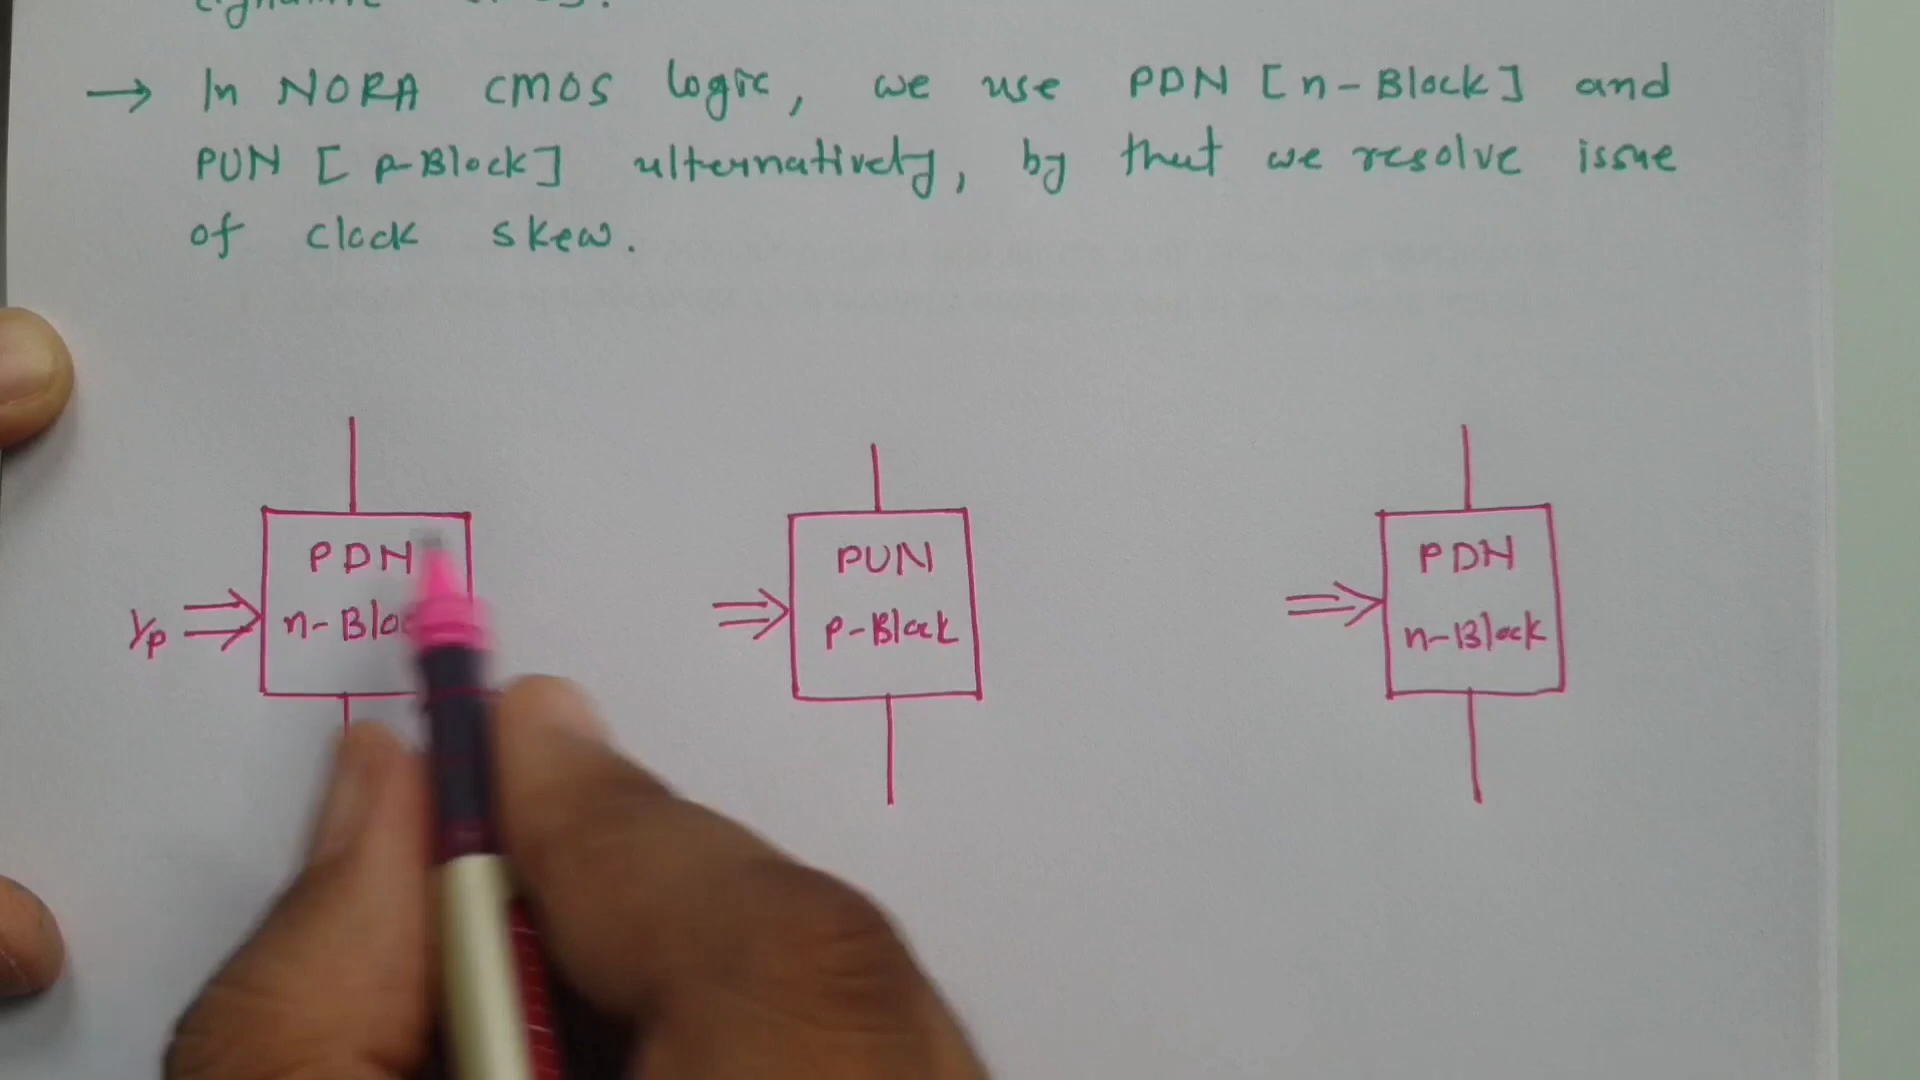 → In NORA CMOS logic, we use PDN [n-Block] and
PUN [p-Block] alternatively, by that we resolve issue
of clock skew.
PDN
n-Bloc
PUN
p-Block
PDN
n-Block